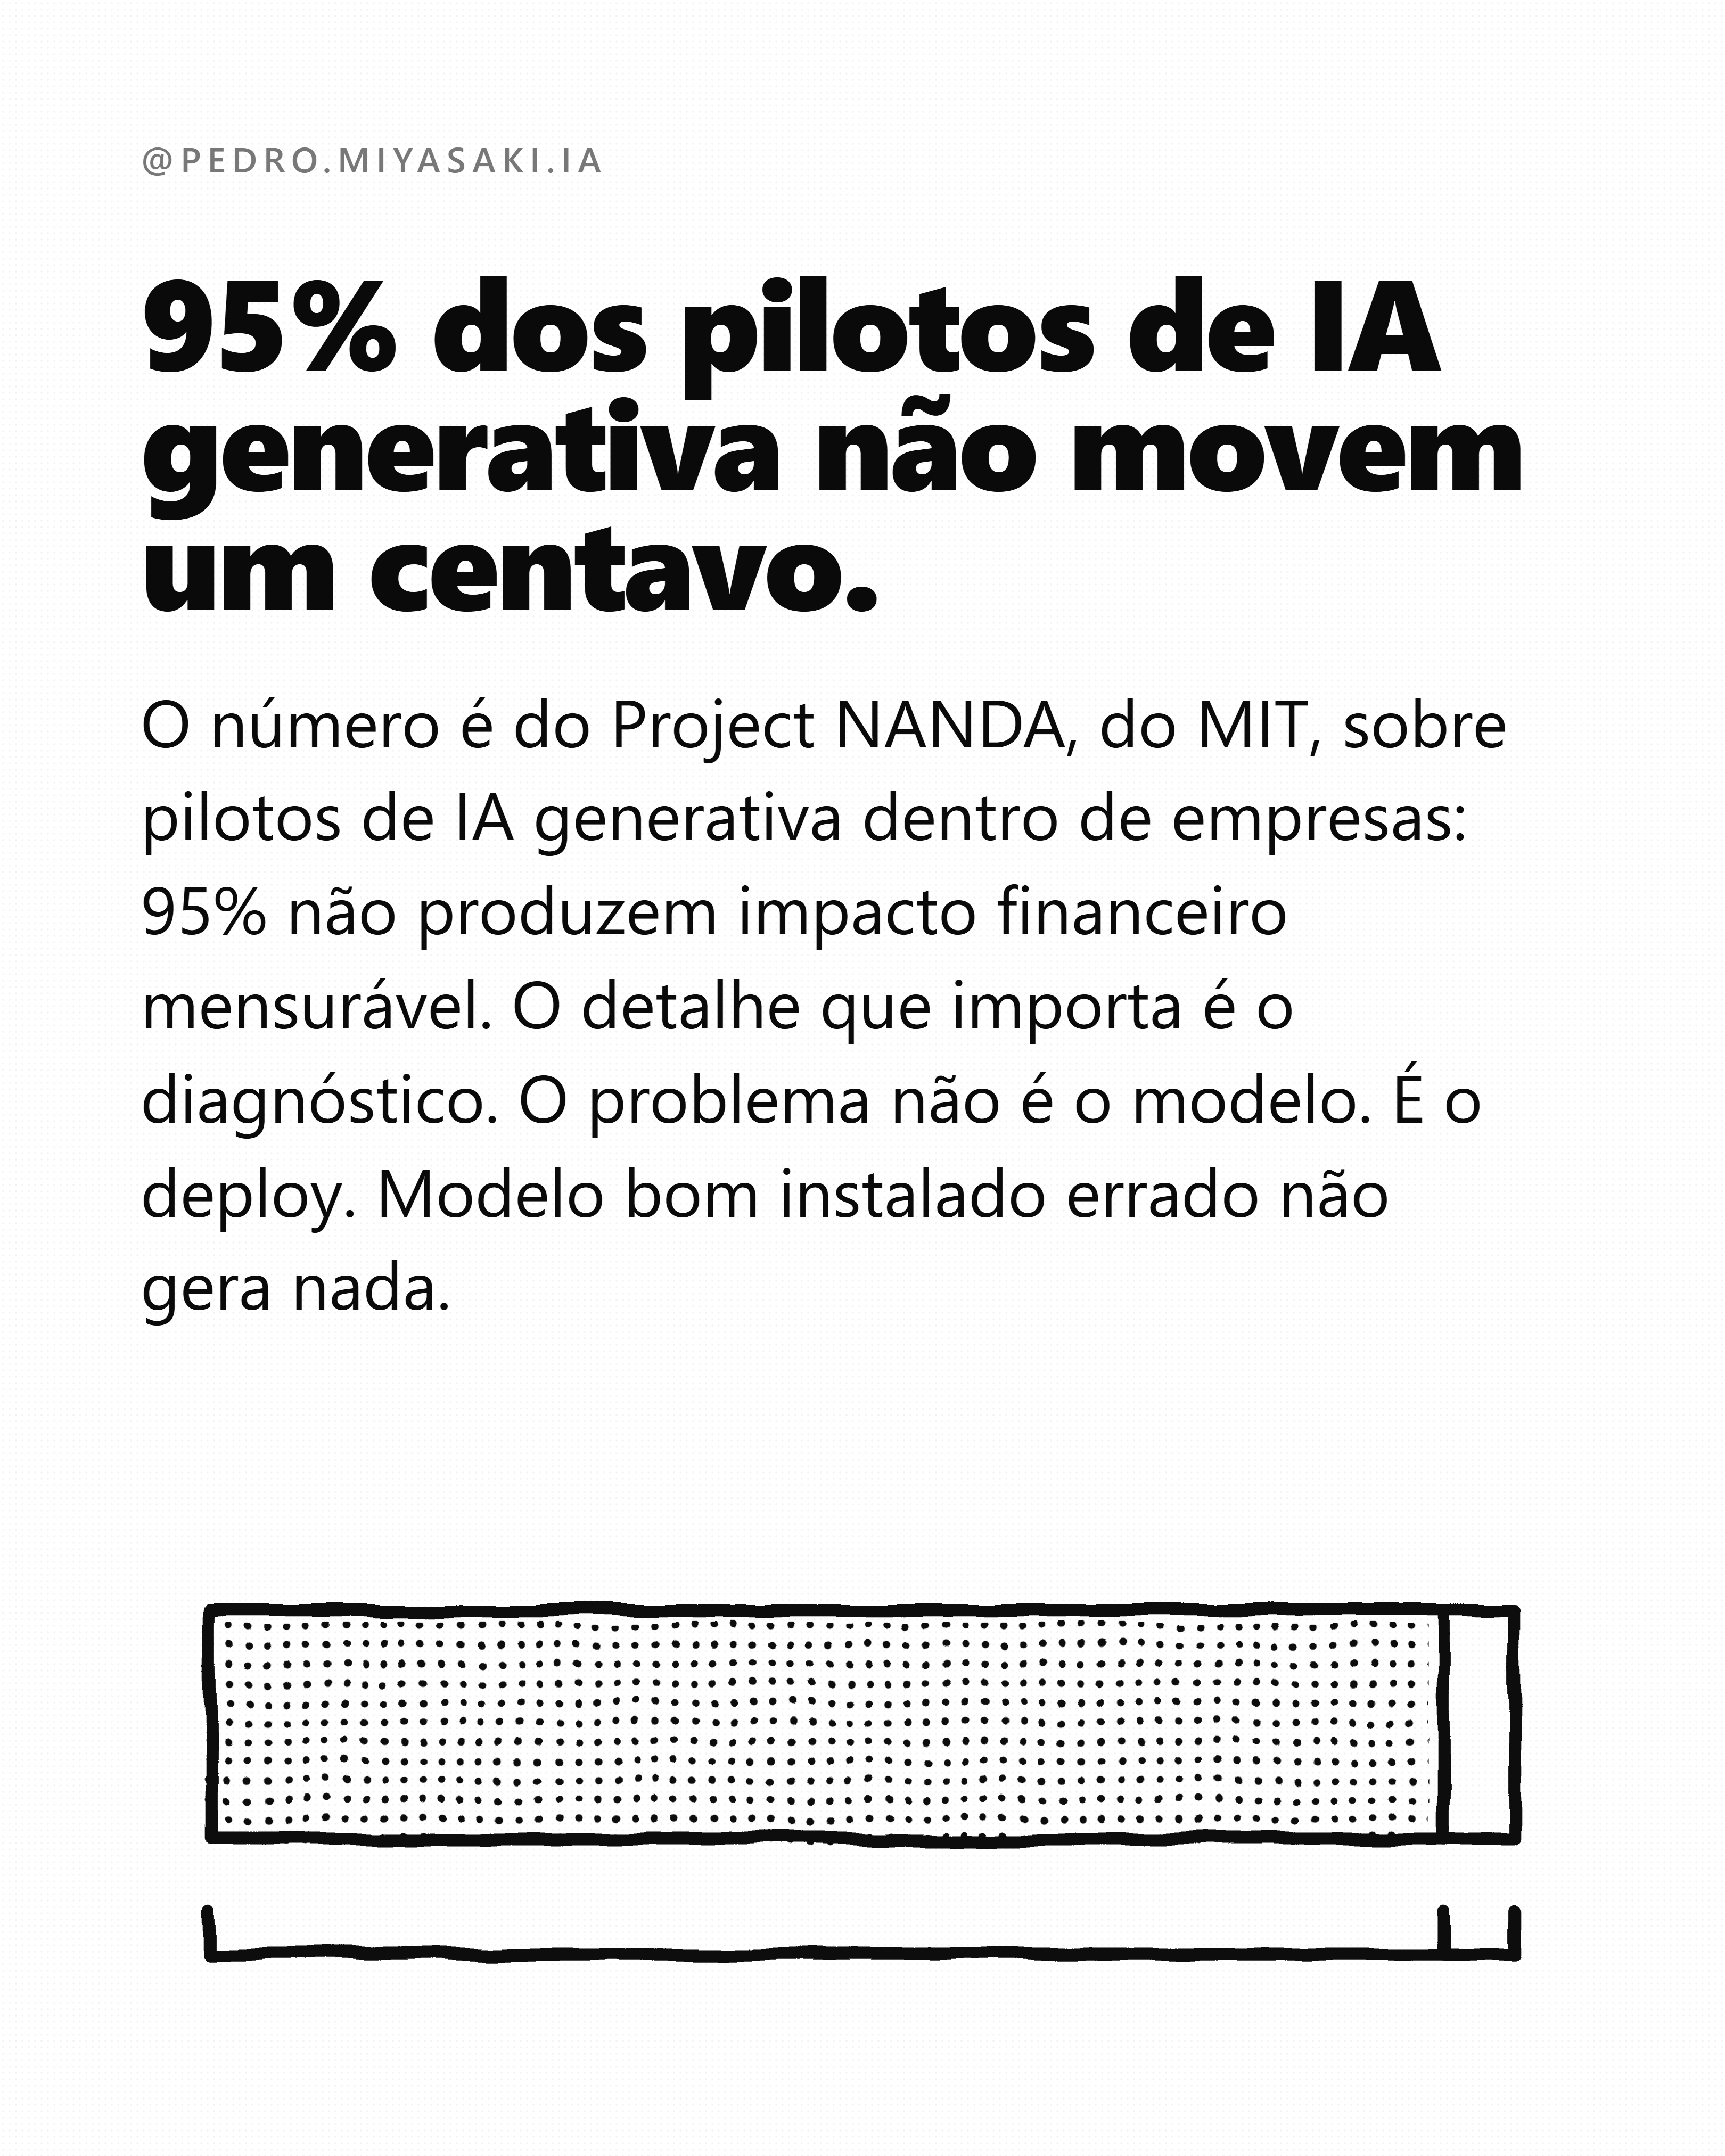 @PEDRO.MIYASAKI.IA
95% dos pilotos de IA
generativa não movem
um centavo.
O número é do Project NANDA, do MIT, sobre
pilotos de IA generativa dentro de empresas:
95% não produzem impacto financeiro
mensurável. O detalhe que importa é o
diagnóstico. O problema não é o modelo. É o
deploy. Modelo bom instalado errado não
gera nada.